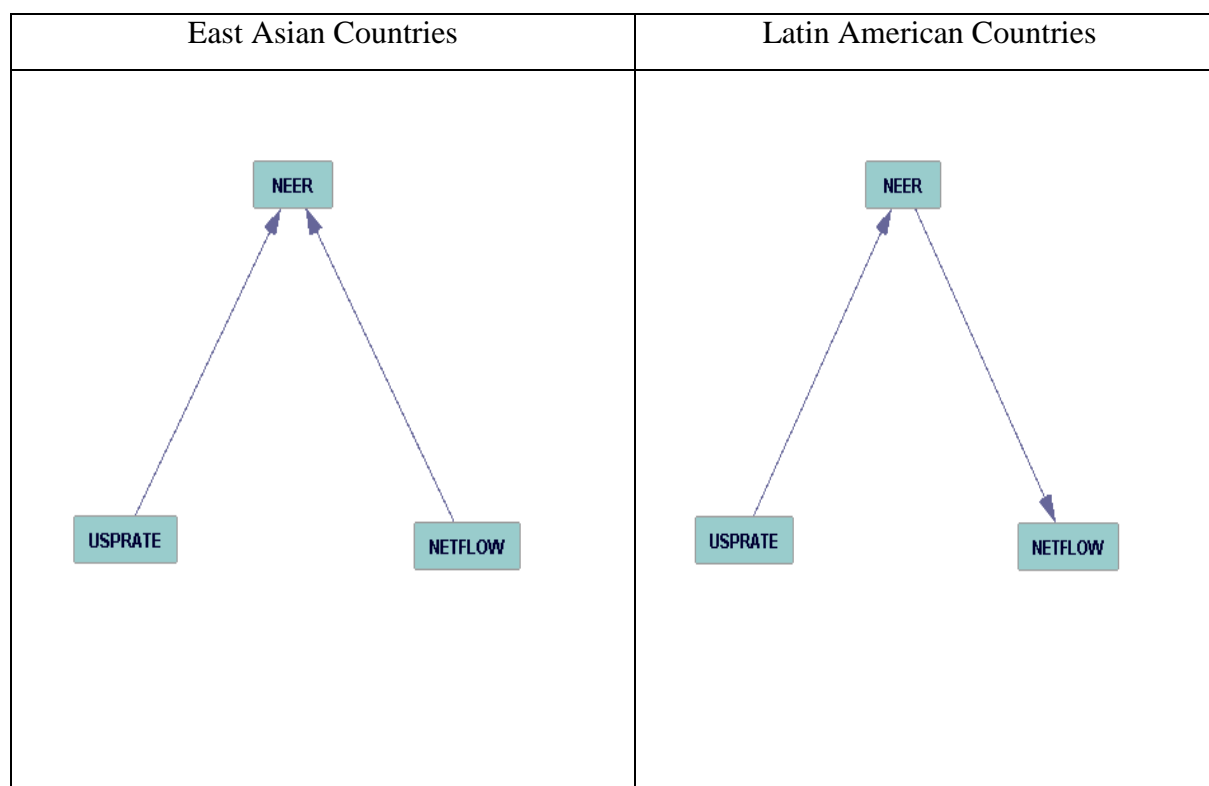 East Asian Countries
Latin American Countries
NEER
NEER
USPRATE
NETFLOW
USPRATE
NETFLOW